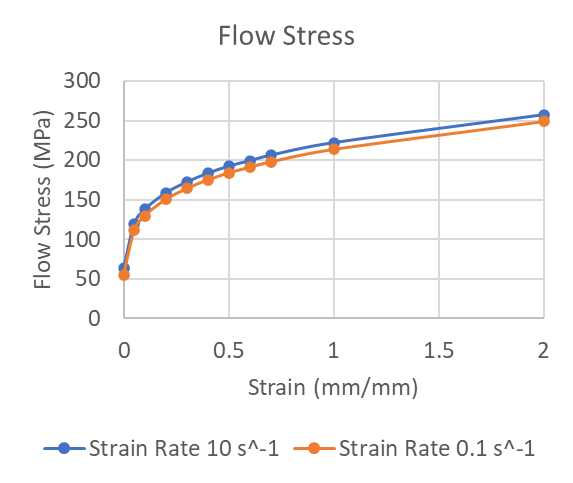 Flow Stress
300
250
200
150
100
50
0
Flow Stress (MPa)
0 0.5 1 1.5 2
Strain (mm/mm)
Strain Rate 10 s^-1 Strain Rate 0.1 s^-1